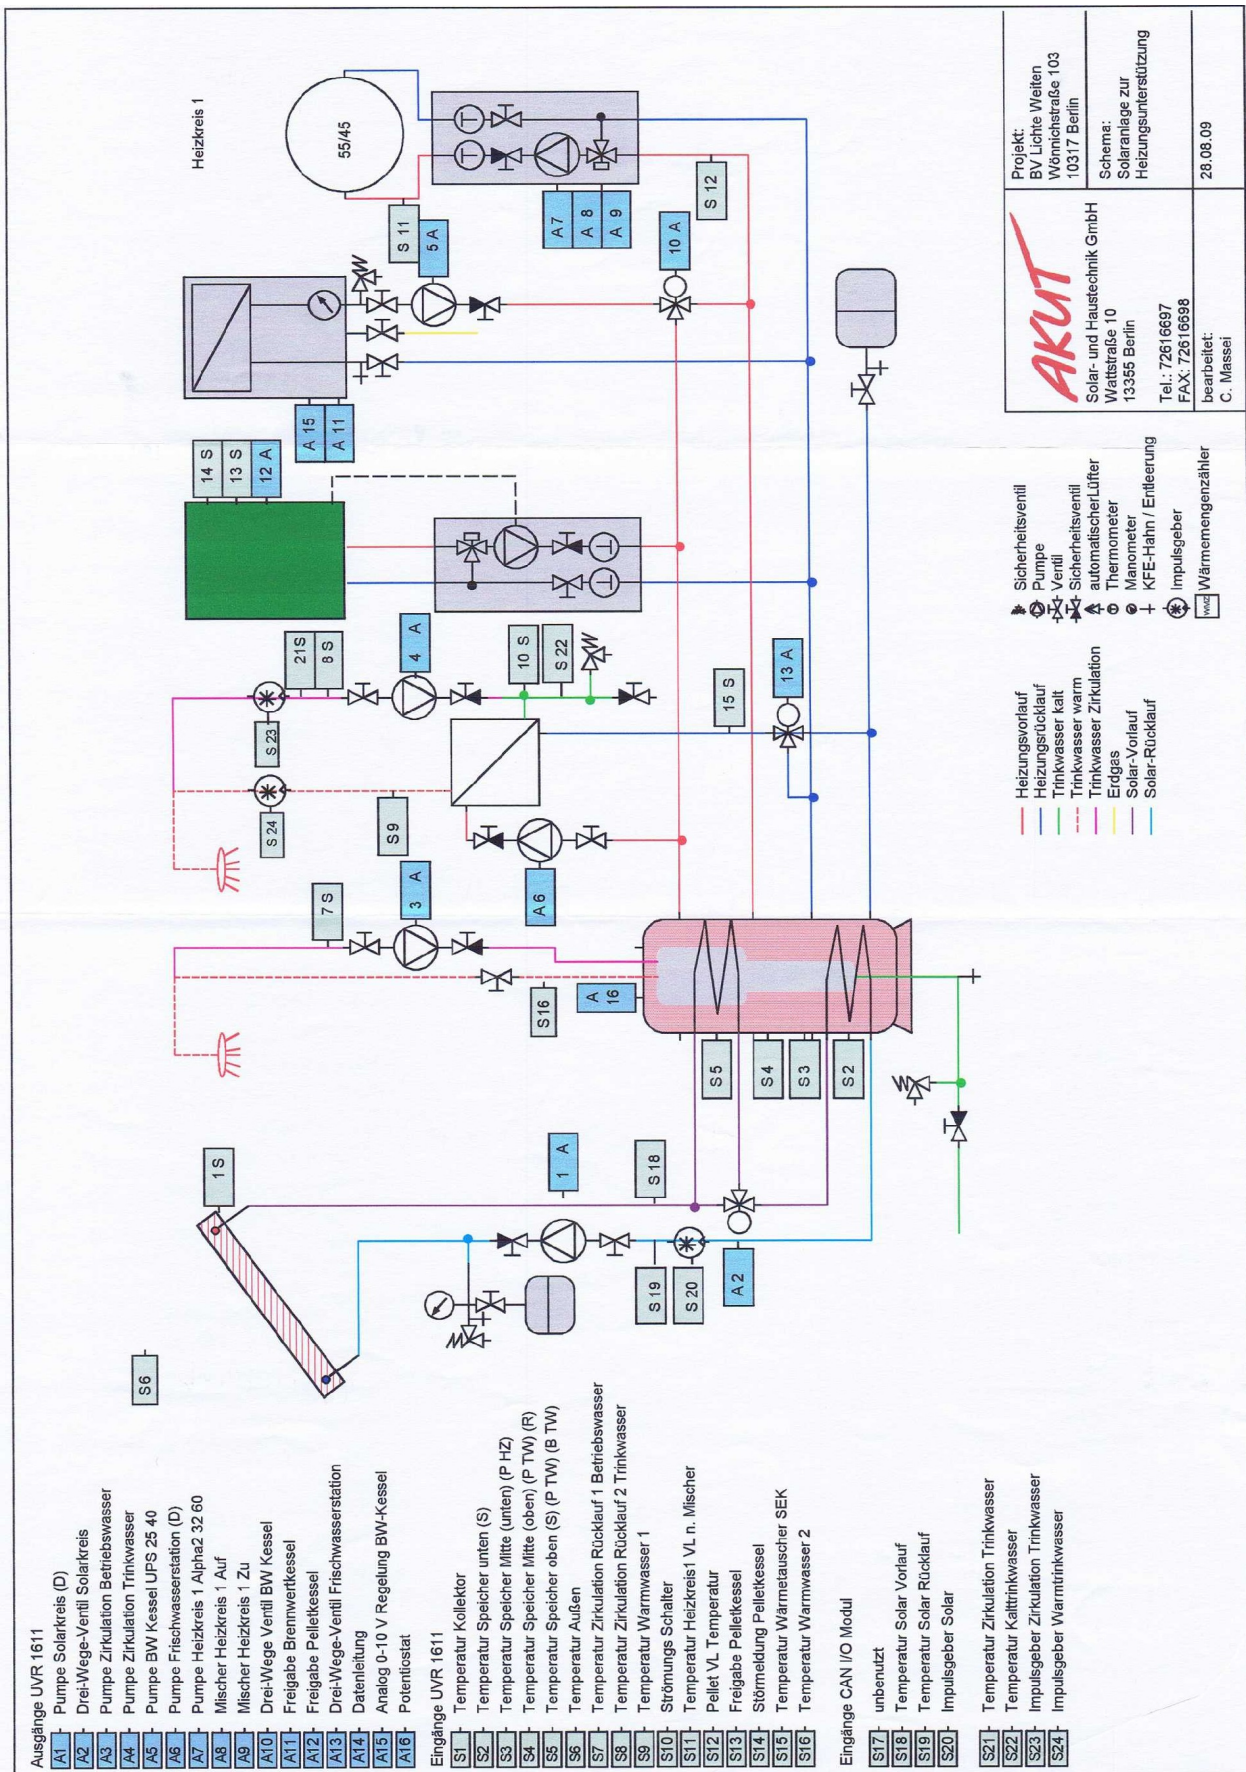 Heizkreis 1
55/45
S 11
5 A
A 7
A 8
A 9
S 12
10 A
A 15
A 11
14 S
13 S
12 A
21S
8 S
4 A
10 S
S 22
S 23
S 24
S9
15 S
13 A
A 6
7 S
3 A
S16
A 16
S5
S4
S3
S2
1 S
1 A
S18
S19
S 20
A 2
S6
Ausgänge UVR 1611
A1 Pumpe Solarkreis (D)
A2 Drei-Wege-Ventil Solarkreis
A3 Pumpe Zirkulation Betriebswasser
A4 Pumpe Zirkulation Trinkwasser
A5 Pumpe BW Kessel UPS 25 40
A6 Pumpe Frischwasserstation (D)
A7 Pumpe Heizkreis 1 Alpha2 32 60
A8 Mischer Heizkreis 1 Auf
A9 Mischer Heizkreis 1 Zu
A10 Drei-Wege Ventil BW Kessel
A11 Freigabe Brennwertkessel
A12 Freigabe Pelletkessel
A13 Drei-Wege-Ventil Frischwasserstation
A14 Datenleitung
A15 Analog 0-10 V Regelung BW-Kessel
A16 Potentiostat
Eingänge UVR 1611
S1 Temperatur Kollektor
S2 Temperatur Speicher unten (S)
S3 Temperatur Speicher Mitte (unten) (P HZ)
S4 Temperatur Speicher Mitte (oben) (P TW) (R)
S5 Temperatur Speicher oben (S) (P TW) (B TW)
S6 Temperatur Außen
S7 Temperatur Zirkulation Rücklauf 1 Betriebswasser
S8 Temperatur Zirkulation Rücklauf 2 Trinkwasser
S9 Temperatur Warmwasser 1
S10 Strömungs Schalter
S11 Temperatur Heizkreis1 VL n. Mischer
S12 Pellet VL Temperatur
S13 Freigabe Pelletkessel
S14 Störmeldung Pelletkessel
S15 Temperatur Wärmetauscher SEK
S16 Temperatur Warmwasser 2
Eingänge CAN I/O Modul
S17 unbenutzt
S18 Temperatur Solar Vorlauf
S19 Temperatur Solar Rücklauf
S20 Impulsgeber Solar
S21 Temperatur Zirkulation Trinkwasser
S22 Temperatur Kalttrinkwasser
S23 Impulsgeber Zirkulation Trinkwasser
S24 Impulsgeber Warmtrinkwasser
Heizungsvorlauf
Heizungsrücklauf
Trinkwasser kalt
Trinkwasser warm
Trinkwasser Zirkulation
Erdgas
Solar-Vorlauf
Solar-Rücklauf
Sicherheitsventil
Pumpe
Ventil
Sicherheitsventil
automatischerLüfter
Thermometer
Manometer
KFE-Hahn / Entleerung
Impulsgeber
WMZ Wärmemengenzähler
AKUT
Solar- und Haustechnik GmbH
Wattstraße 10
13355 Berlin
Tel.: 72616697
FAX: 72616698
bearbeitet:
C. Massei
Projekt:
BV Lichte Weiten
Wönnichstraße 103
10317 Berlin
Schema:
Solaranlage zur
Heizungsunterstützung
28.08.09